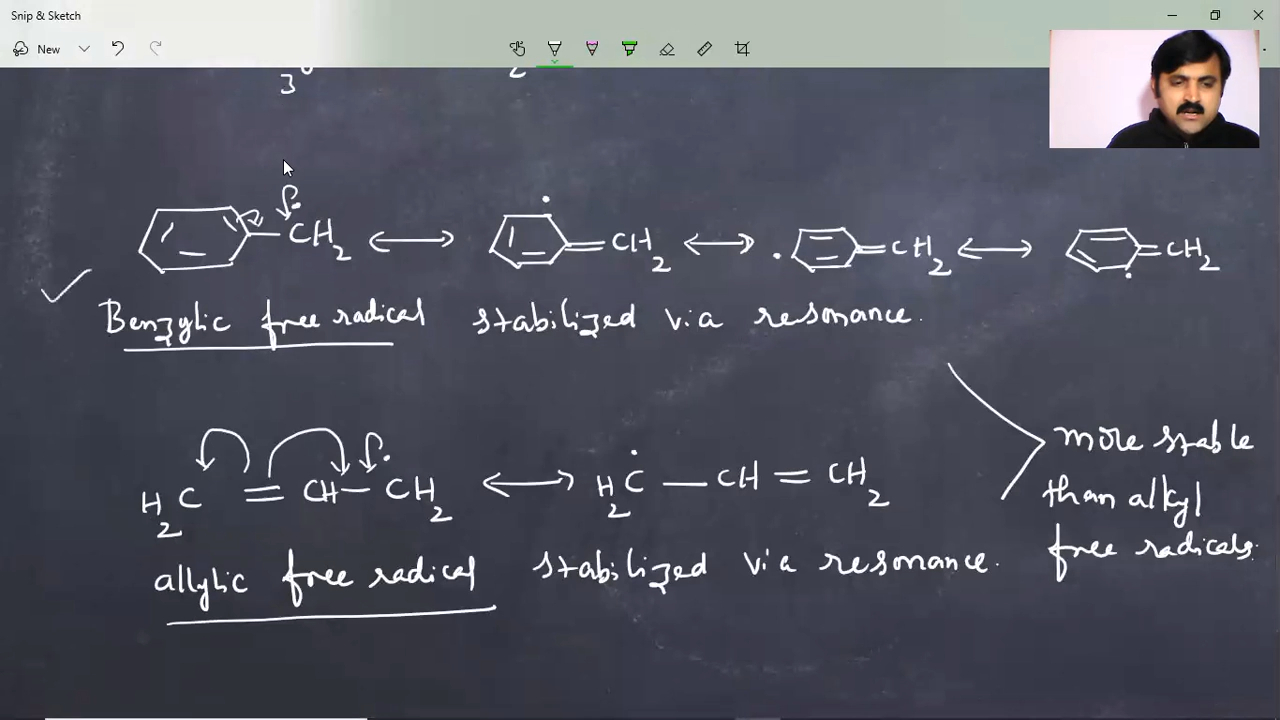 Snip & Sketch
New
3° 2
CH2 ↔ CH2 ↔ CH2 ↔ CH2
Benzylic free radical stabilized via resonance.
H2C = CH — CH2 ↔ H2C — CH = CH2
more stable
than alkyl
free radicals.
allylic free radical stabilized via resonance.